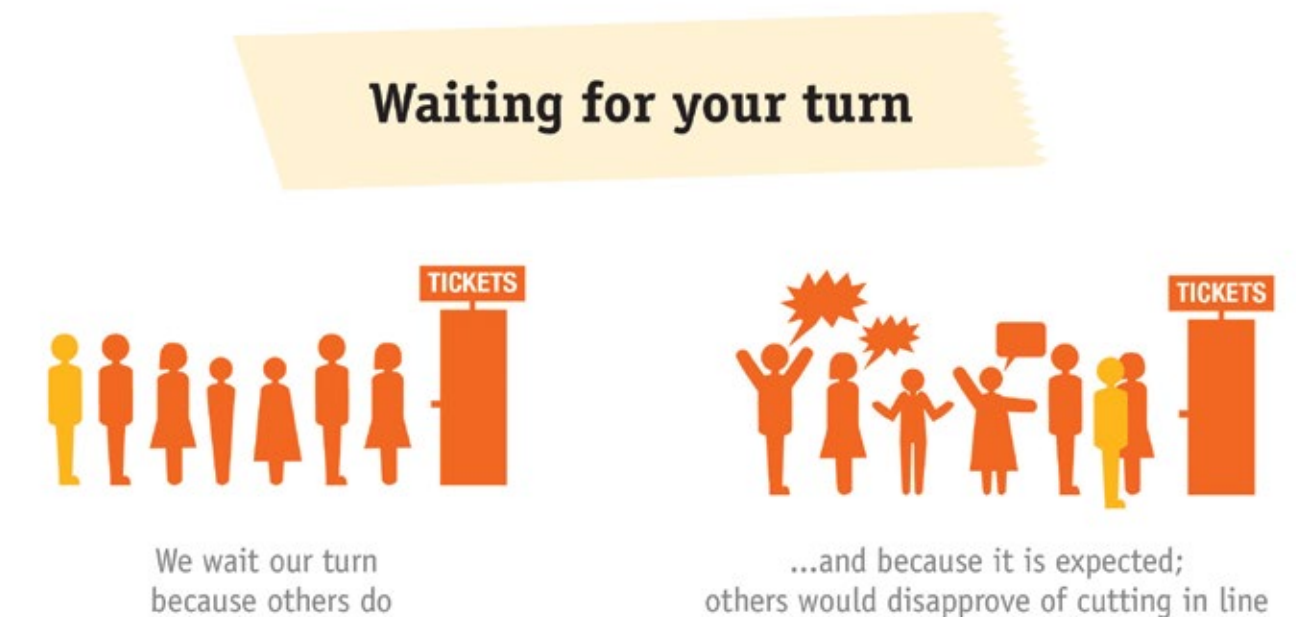 Waiting for your turn
TICKETS
TICKETS
We wait our turn
because others do
...and because it is expected;
others would disapprove of cutting in line